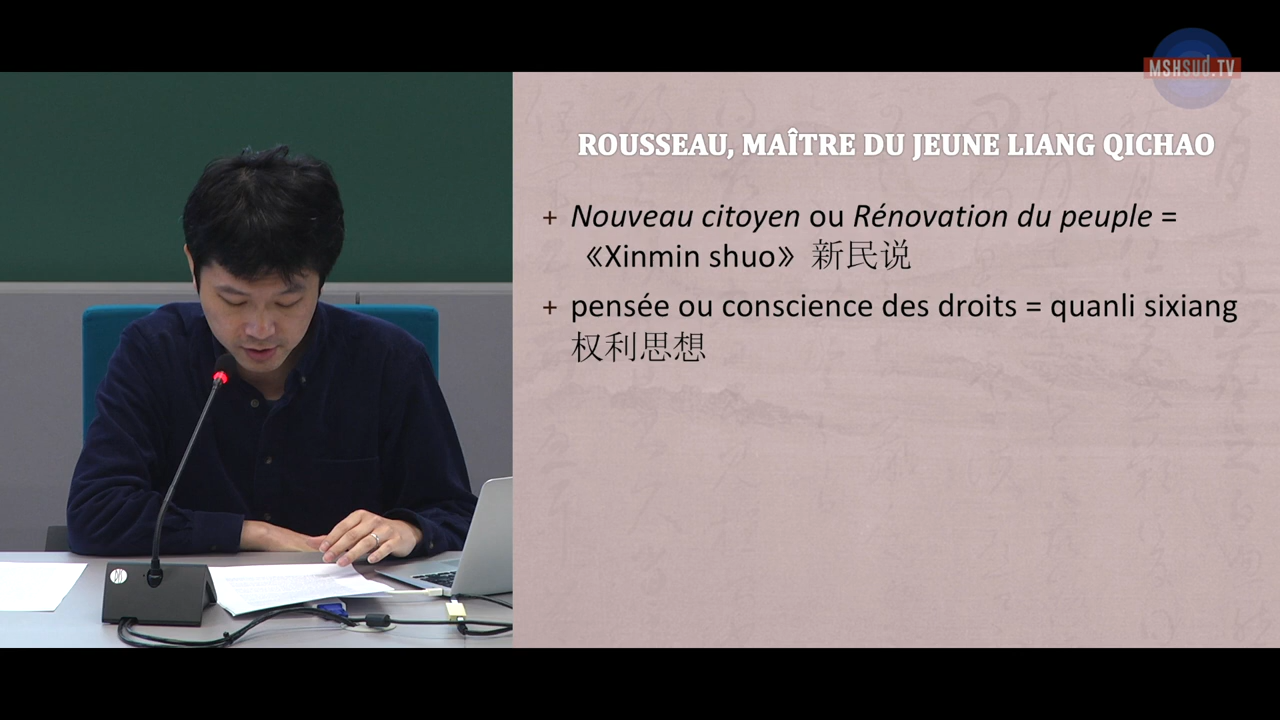 MSHsud.TV
ROUSSEAU, MAÎTRE DU JEUNE LIANG QICHAO
+ Nouveau citoyen ou Rénovation du peuple =
《Xinmin shuo》 新民说
+ pensée ou conscience des droits = quanli sixiang
权利思想